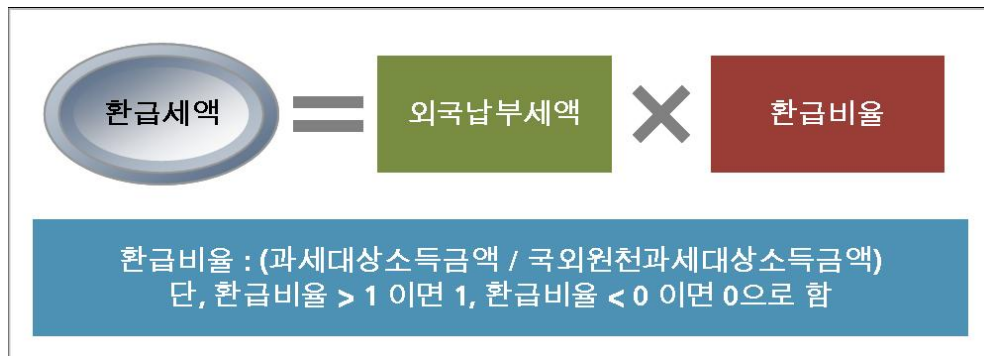 환급세액 = 외국납부세액 × 환급비율
환급비율 : (과세대상소득금액 / 국외원천과세대상소득금액)
단, 환급비율 > 1 이면 1, 환급비율 < 0 이면 0으로 함